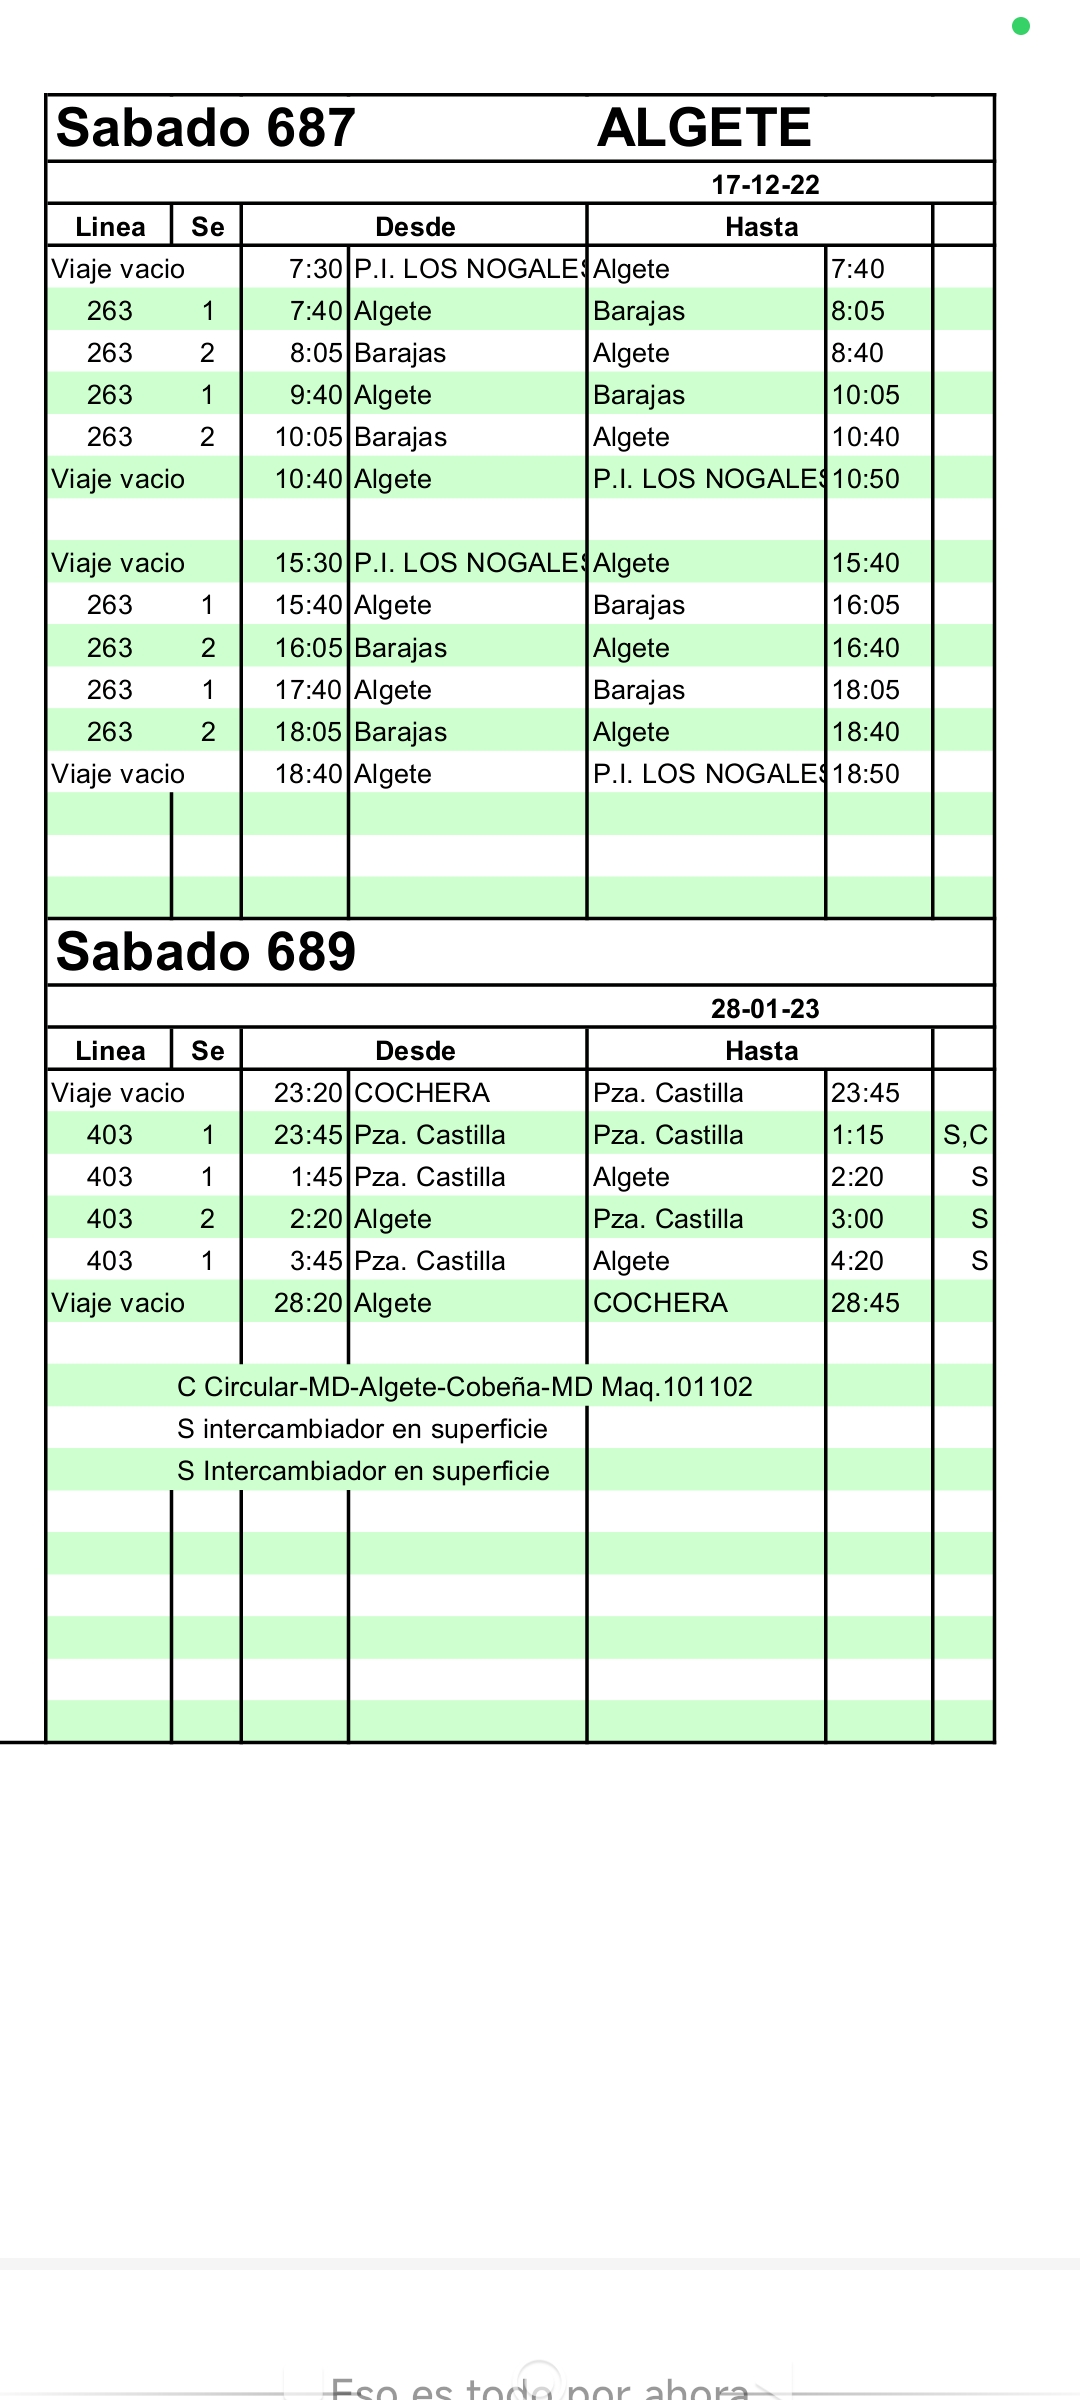 Sabado 687 ALGETE
17-12-22
Linea Se Desde Hasta
Viaje vacio 7:30 P.I. LOS NOGALES Algete 7:40
263 1 7:40 Algete Barajas 8:05
263 2 8:05 Barajas Algete 8:40
263 1 9:40 Algete Barajas 10:05
263 2 10:05 Barajas Algete 10:40
Viaje vacio 10:40 Algete P.I. LOS NOGALES 10:50
Viaje vacio 15:30 P.I. LOS NOGALES Algete 15:40
263 1 15:40 Algete Barajas 16:05
263 2 16:05 Barajas Algete 16:40
263 1 17:40 Algete Barajas 18:05
263 2 18:05 Barajas Algete 18:40
Viaje vacio 18:40 Algete P.I. LOS NOGALES 18:50
Sabado 689
28-01-23
Linea Se Desde Hasta
Viaje vacio 23:20 COCHERA Pza. Castilla 23:45
403 1 23:45 Pza. Castilla Pza. Castilla 1:15 S,C
403 1 1:45 Pza. Castilla Algete 2:20 S
403 2 2:20 Algete Pza. Castilla 3:00 S
403 1 3:45 Pza. Castilla Algete 4:20 S
Viaje vacio 28:20 Algete COCHERA 28:45
C Circular-MD-Algete-Cobeña-MD Maq.101102
S intercambiador en superficie
S Intercambiador en superficie
Eso es todo por ahora